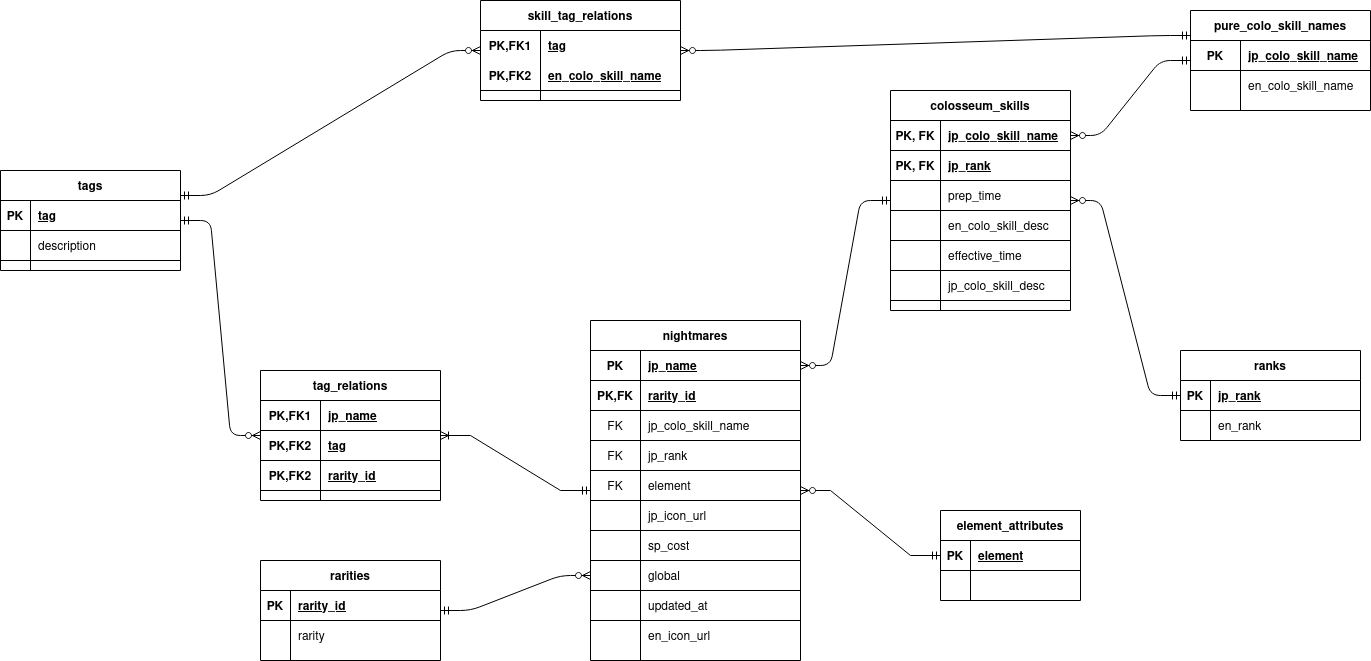 skill_tag_relations
PK,FK1 tag
PK,FK2 en_colo_skill_name
pure_colo_skill_names
PK jp_colo_skill_name
en_colo_skill_name
colosseum_skills
PK, FK jp_colo_skill_name
PK, FK jp_rank
prep_time
en_colo_skill_desc
effective_time
jp_colo_skill_desc
tags
PK tag
description
nightmares
PK jp_name
PK,FK rarity_id
FK jp_colo_skill_name
FK jp_rank
FK element
jp_icon_url
sp_cost
global
updated_at
en_icon_url
ranks
PK jp_rank
en_rank
tag_relations
PK,FK1 jp_name
PK,FK2 tag
PK,FK2 rarity_id
element_attributes
PK element
rarities
PK rarity_id
rarity